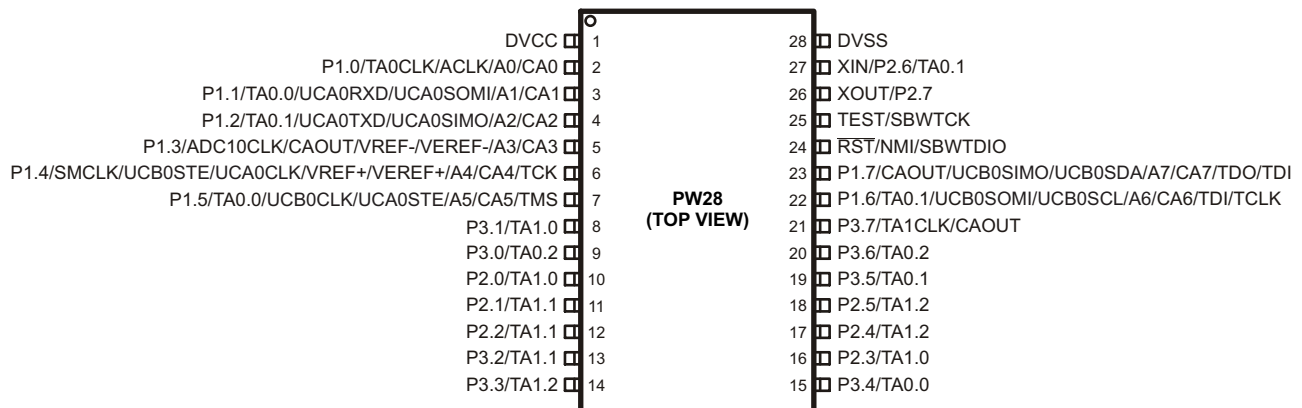 DVCC 1 28 DVSS
P1.0/TA0CLK/ACLK/A0/CA0 2 27 XIN/P2.6/TA0.1
P1.1/TA0.0/UCA0RXD/UCA0SOMI/A1/CA1 3 26 XOUT/P2.7
P1.2/TA0.1/UCA0TXD/UCA0SIMO/A2/CA2 4 25 TEST/SBWTCK
P1.3/ADC10CLK/CAOUT/VREF-/VEREF-/A3/CA3 5 24 RST/NMI/SBWTDIO
P1.4/SMCLK/UCB0STE/UCA0CLK/VREF+/VEREF+/A4/CA4/TCK 6 23 P1.7/CAOUT/UCB0SIMO/UCB0SDA/A7/CA7/TDO/TDI
P1.5/TA0.0/UCB0CLK/UCA0STE/A5/CA5/TMS 7 PW28 22 P1.6/TA0.1/UCB0SOMI/UCB0SCL/A6/CA6/TDI/TCLK
P3.1/TA1.0 8 (TOP VIEW) 21 P3.7/TA1CLK/CAOUT
P3.0/TA0.2 9 20 P3.6/TA0.2
P2.0/TA1.0 10 19 P3.5/TA0.1
P2.1/TA1.1 11 18 P2.5/TA1.2
P2.2/TA1.1 12 17 P2.4/TA1.2
P3.2/TA1.1 13 16 P2.3/TA1.0
P3.3/TA1.2 14 15 P3.4/TA0.0